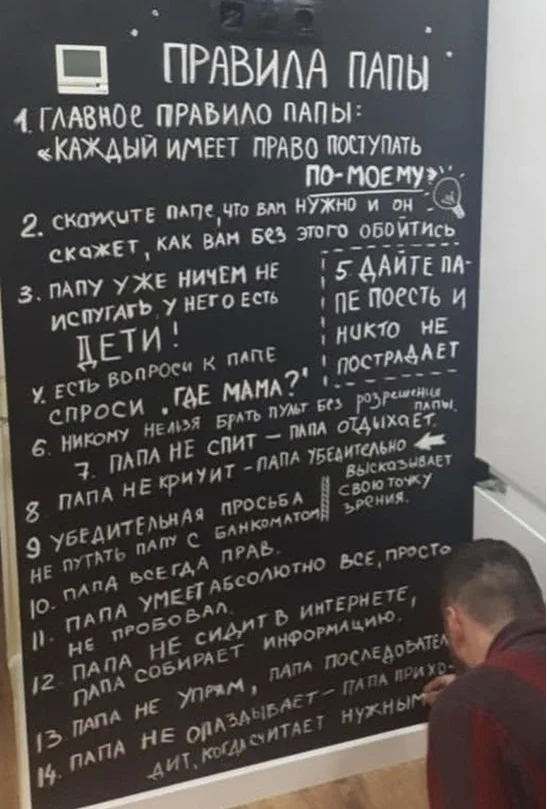 ПРАВИЛА ПАПЫ
1. ГЛАВНОЕ ПРАВИЛО ПАПЫ:
«КАЖДЫЙ ИМЕЕТ ПРАВО ПОСТУПАТЬ
ПО-МОЕМУ»
2. СКАЖИТЕ ПАПЕ, ЧТО ВАМ НУЖНО И ОН
СКАЖЕТ, КАК ВАМ БЕЗ ЭТОГО ОБОЙТИСЬ
3. ПАПУ УЖЕ НИЧЕМ НЕ
ИСПУГАТЬ У НЕГО ЕСТЬ
ДЕТИ!
4. ЕСТЬ ВОПРОСЫ К ПАПЕ
СПРОСИ "ГДЕ МАМА?"
5 ДАЙТЕ ПА-
ПЕ ПОЕСТЬ И
НИКТО НЕ
ПОСТРАДАЕТ
6. НИКОМУ НЕЛЬЗЯ БРАТЬ ПУЛЬТ БЕЗ РАЗРЕШЕНИЯ
ПАПЫ.
7. ПАПА НЕ СПИТ – ПАПА ОТДЫХАЕТ.
8 ПАПА НЕ КРИЧИТ - ПАПА УБЕДИТЕЛЬНО
ВЫСКАЗЫВАЕТ
СВОЮ ТОЧКУ
ЗРЕНИЯ.
9 УБЕДИТЕЛЬНАЯ ПРОСЬБА
НЕ ПУТАТЬ ПАПУ С БАНКОМАТОМ
10. ПАПА ВСЕГДА ПРАВ.
11. ПАПА УМЕЕТ АБСОЛЮТНО ВСЕ, ПРОСТО
НЕ ПРОБОВАЛ.
12. ПАПА НЕ СИДИТ В ИНТЕРНЕТЕ,
ПАПА СОБИРАЕТ ИНФОРМАЦИЮ.
13. ПАПА НЕ УПРЯМ, ПАПА ПОСЛЕДОВАТЕЛ
14. ПАПА НЕ ОПАЗДЫВАЕТ – ПАПА ПРИХО-
ДИТ, КОГДА СЧИТАЕТ НУЖНЫМ